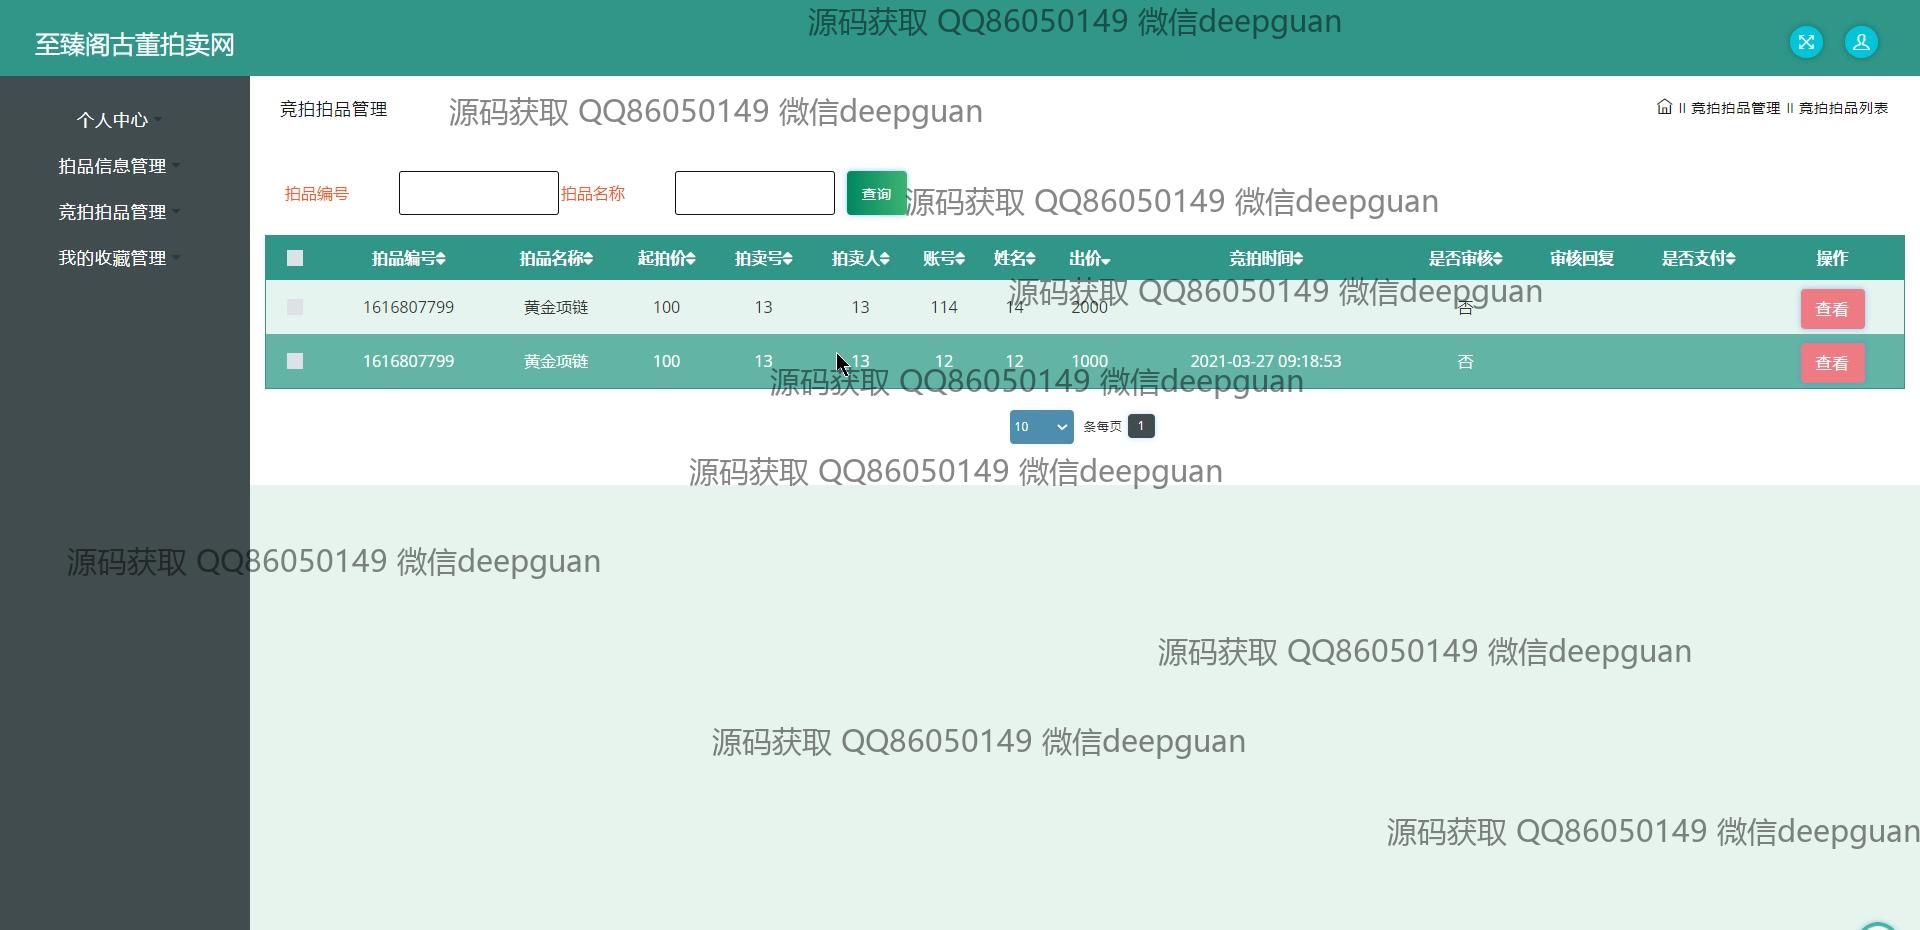 源码获取 QQ86050149 微信deepguan
至臻阁古董拍卖网
个人中心
拍品信息管理
竞拍拍品管理
我的收藏管理
竞拍拍品管理
源码获取 QQ86050149 微信deepguan
II 竞拍拍品管理 II 竞拍拍品列表
拍品编号 拍品名称 查询
源码获取 QQ86050149 微信deepguan
拍品编号 拍品名称 起拍价 拍卖号 拍卖人 账号 姓名 出价 竞拍时间 是否审核 审核回复 是否支付 操作
源码获取 QQ86050149 微信deepguan
1616807799 黄金项链 100 13 13 114 14 2000 否 查看
1616807799 黄金项链 100 13 13 12 12 1000 2021-03-27 09:18:53 否 查看
源码获取 QQ86050149 微信deepguan
10 条每页 1
源码获取 QQ86050149 微信deepguan
源码获取 QQ86050149 微信deepguan
源码获取 QQ86050149 微信deepguan
源码获取 QQ86050149 微信deepguan
源码获取 QQ86050149 微信deepguan